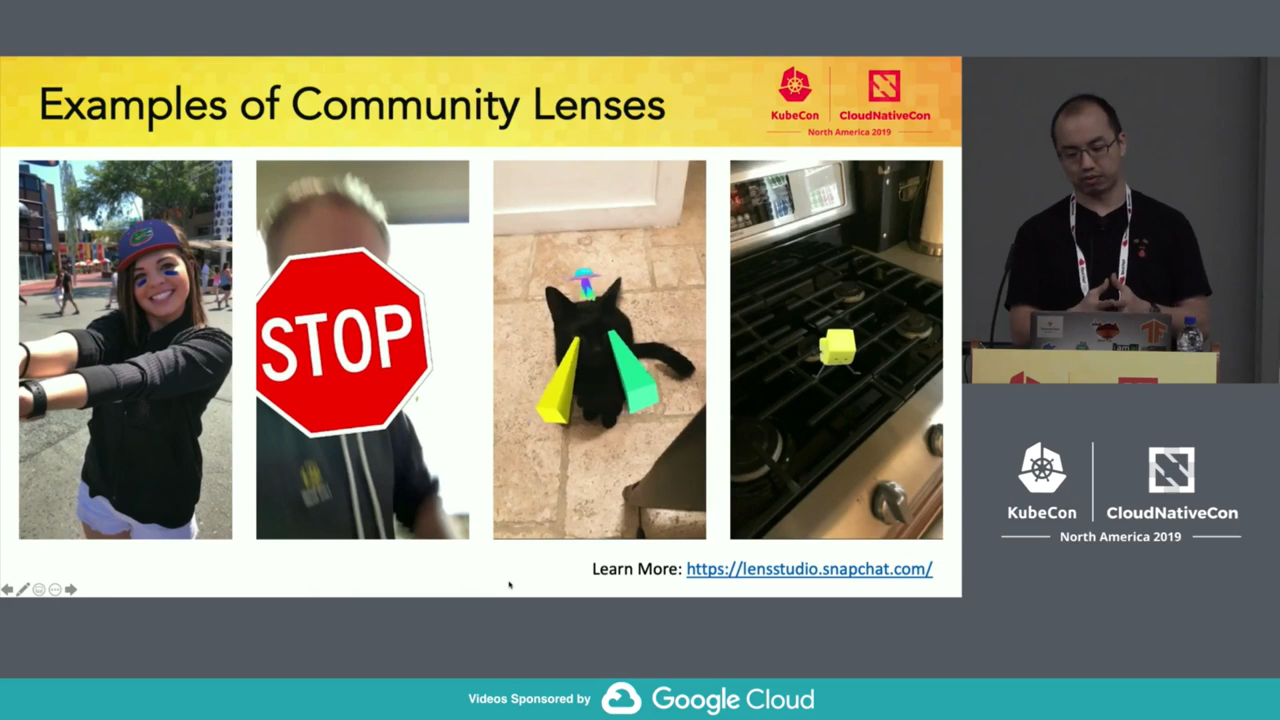 Examples of Community Lenses
KubeCon
CloudNativeCon
North America 2019
STOP
Learn More: https://lensstudio.snapchat.com/
KubeCon
CloudNativeCon
North America 2019
Videos Sponsored by
Google Cloud